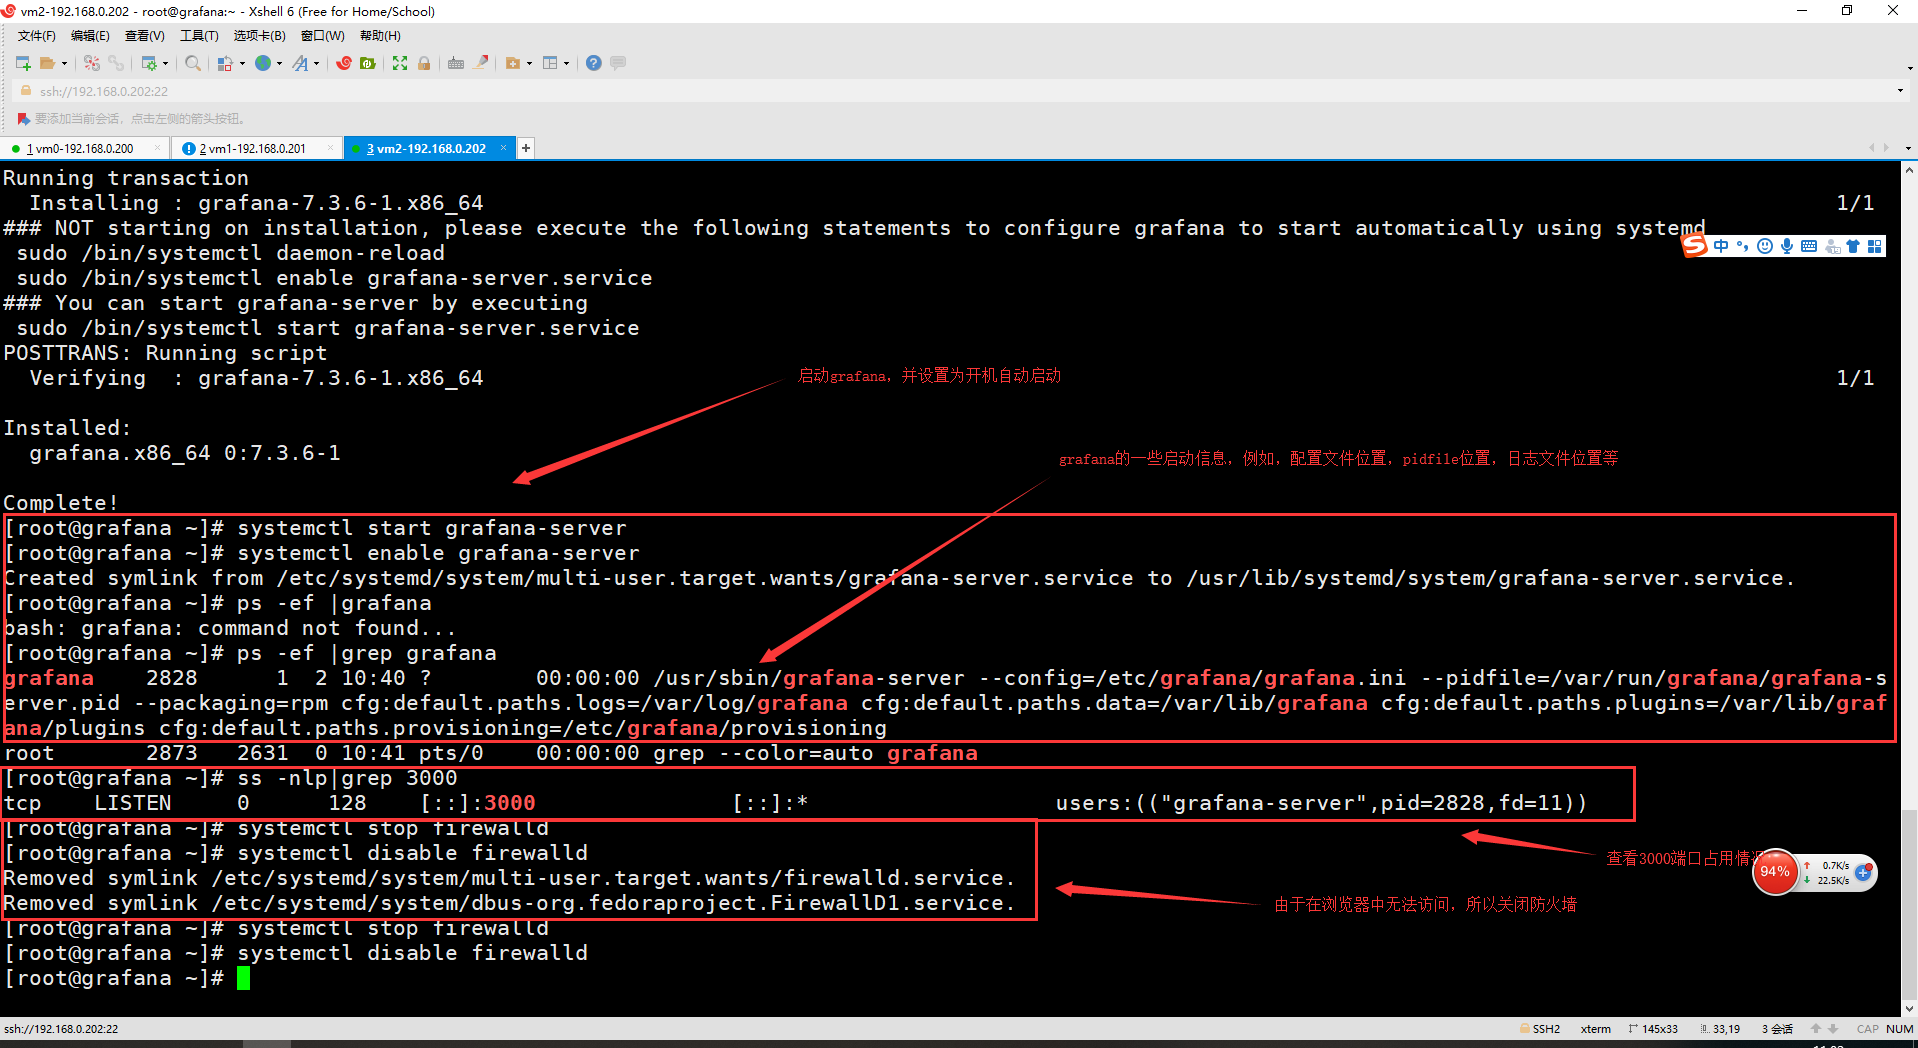 vm2-192.168.0.202 - root@grafana:~ - Xshell 6 (Free for Home/School)
文件(F) 编辑(E) 查看(V) 工具(T) 选项卡(B) 窗口(W) 帮助(H)
ssh://192.168.0.202:22
要添加当前会话，点击左侧的箭头按钮。
1 vm0-192.168.0.200 2 vm1-192.168.0.201 3 vm2-192.168.0.202
Running transaction
Installing : grafana-7.3.6-1.x86_64 1/1
### NOT starting on installation, please execute the following statements to configure grafana to start automatically using systemd
中
sudo /bin/systemctl daemon-reload
sudo /bin/systemctl enable grafana-server.service
### You can start grafana-server by executing
sudo /bin/systemctl start grafana-server.service
POSTTRANS: Running script
Verifying : grafana-7.3.6-1.x86_64 1/1
启动grafana，并设置为开机自动启动
Installed:
grafana.x86_64 0:7.3.6-1
grafana的一些启动信息，例如，配置文件位置，pidfile位置，日志文件位置等
Complete!
[root@grafana ~]# systemctl start grafana-server
[root@grafana ~]# systemctl enable grafana-server
Created symlink from /etc/systemd/system/multi-user.target.wants/grafana-server.service to /usr/lib/systemd/system/grafana-server.service.
[root@grafana ~]# ps -ef |grafana
bash: grafana: command not found...
[root@grafana ~]# ps -ef |grep grafana
grafana 2828 1 2 10:40 ? 00:00:00 /usr/sbin/grafana-server --config=/etc/grafana/grafana.ini --pidfile=/var/run/grafana/grafana-s
erver.pid --packaging=rpm cfg:default.paths.logs=/var/log/grafana cfg:default.paths.data=/var/lib/grafana cfg:default.paths.plugins=/var/lib/graf
ana/plugins cfg:default.paths.provisioning=/etc/grafana/provisioning
root 2873 2631 0 10:41 pts/0 00:00:00 grep --color=auto grafana
[root@grafana ~]# ss -nlp|grep 3000
tcp LISTEN 0 128 [::]:3000 [::]:* users:(("grafana-server",pid=2828,fd=11))
[root@grafana ~]# systemctl stop firewalld
[root@grafana ~]# systemctl disable firewalld
查看3000端口占用情
94% 0.7K/s
22.5K/s
Removed symlink /etc/systemd/system/multi-user.target.wants/firewalld.service.
Removed symlink /etc/systemd/system/dbus-org.fedoraproject.FirewallD1.service.
由于在浏览器中无法访问，所以关闭防火墙
[root@grafana ~]# systemctl stop firewalld
[root@grafana ~]# systemctl disable firewalld
[root@grafana ~]#
ssh://192.168.0.202:22 SSH2 xterm 145x33 33,19 3 会话 CAP NUM